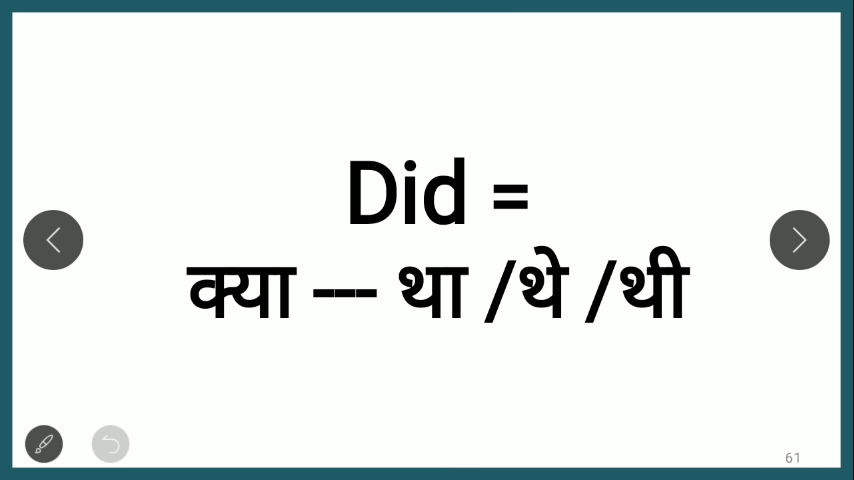 Did =
क्या --- था /थे /थी
61